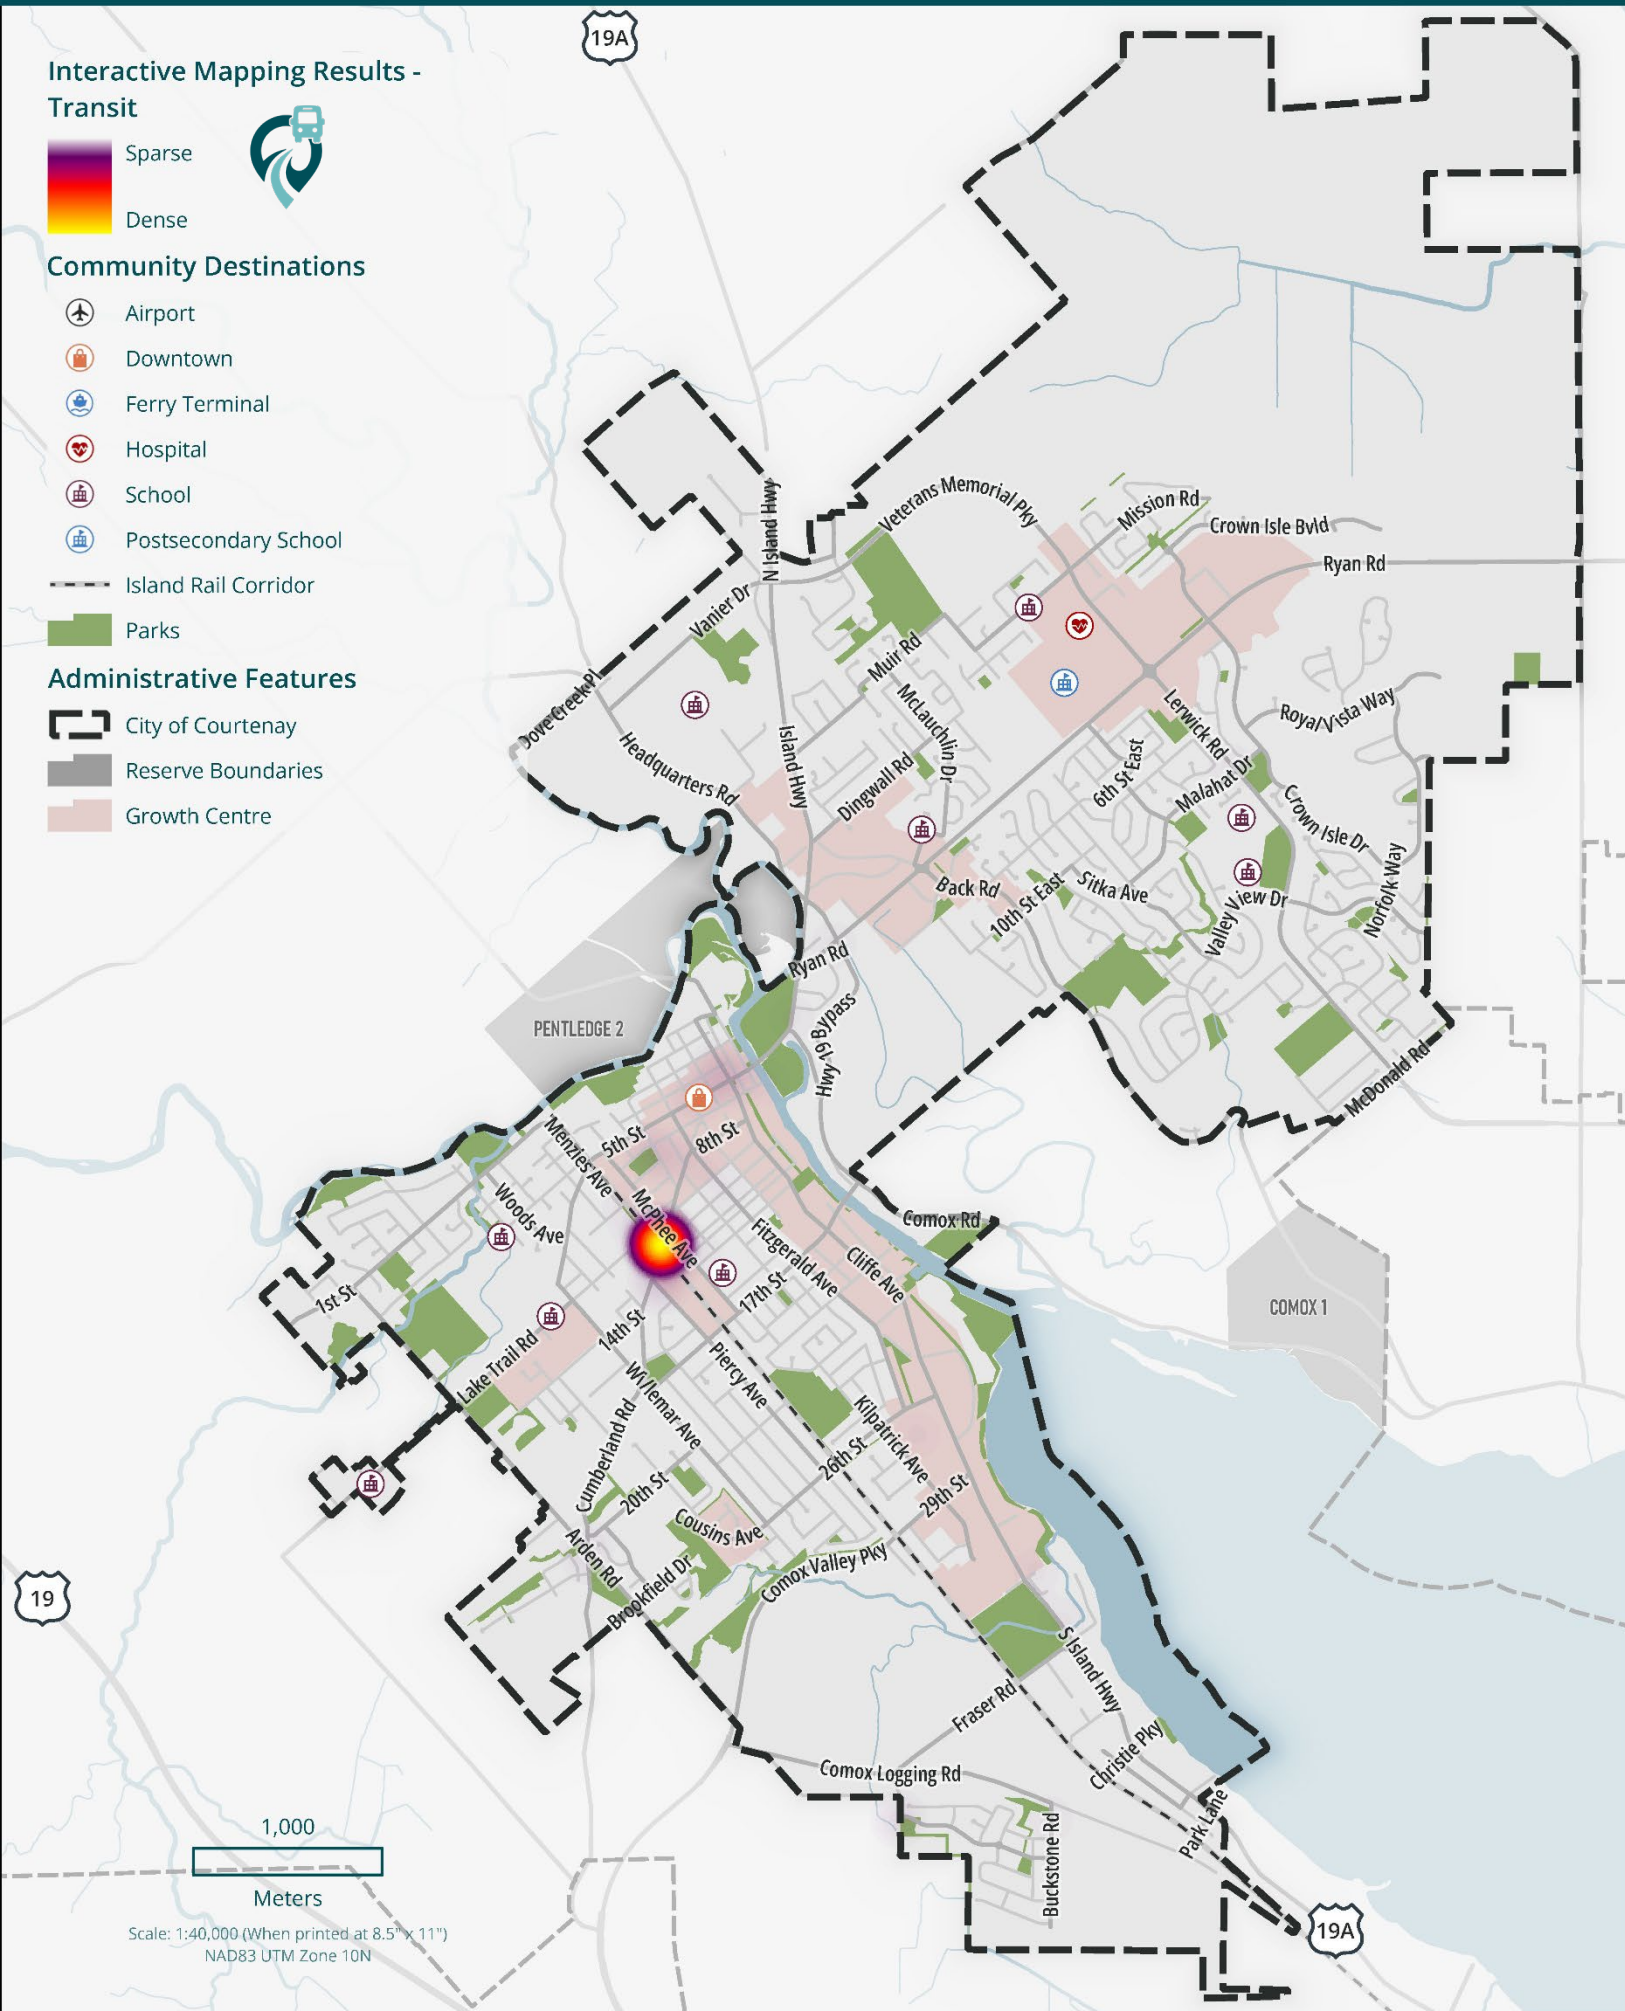 19A
Interactive Mapping Results -
Transit
Sparse
Dense
Community Destinations
Airport
Downtown
Ferry Terminal
Hospital
School
Postsecondary School
Island Rail Corridor
Parks
Administrative Features
City of Courtenay
Reserve Boundaries
Growth Centre
N Island Hwy
Veterans Memorial Pky
Mission Rd
Crown Isle Bvld
Ryan Rd
Vanier Dr
Muir Rd
Dove Creek Pl
McLauchlin Dr
Lerwick Rd
Royal Vista Way
Headquarters Rd
Island Hwy
Dingwall Rd
6th St East
Malahat Dr
Crown Isle Dr
Back Rd
10th St East
Sitka Ave
Valley View Dr
Norfolk Way
Ryan Rd
PENTLEDGE 2
Hwy 19 Bypass
McDonald Rd
Menzies Ave
5th St
8th St
Woods Ave
McPhee Ave
Fitzgerald Ave
Cliffe Ave
Comox Rd
1st St
17th St
COMOX 1
14th St
Lake Trail Rd
Piercy Ave
Willemar Ave
Kilpatrick Ave
Cumberland Rd
26th St
20th St
29th St
Cousins Ave
Arden Rd
Brookfield Dr
Comox Valley Pky
19
S Island Hwy
Fraser Rd
Christie Pky
Comox Logging Rd
Park Lane
Buckstone Rd
1,000
Meters
Scale: 1:40,000 (When printed at 8.5" x 11")
NAD83 UTM Zone 10N
19A